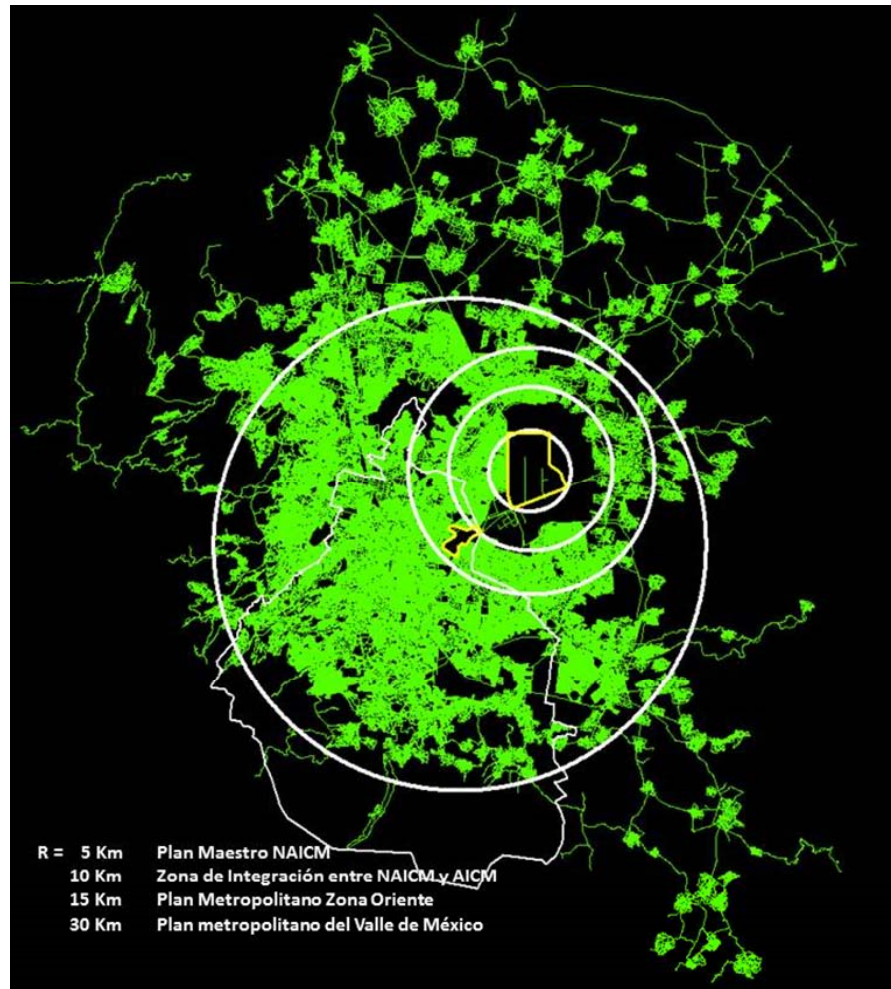 R = 5 Km Plan Maestro NAICM
10 Km Zona de Integración entre NAICM y AICM
15 Km Plan Metropolitano Zona Oriente
30 Km Plan metropolitano del Valle de México